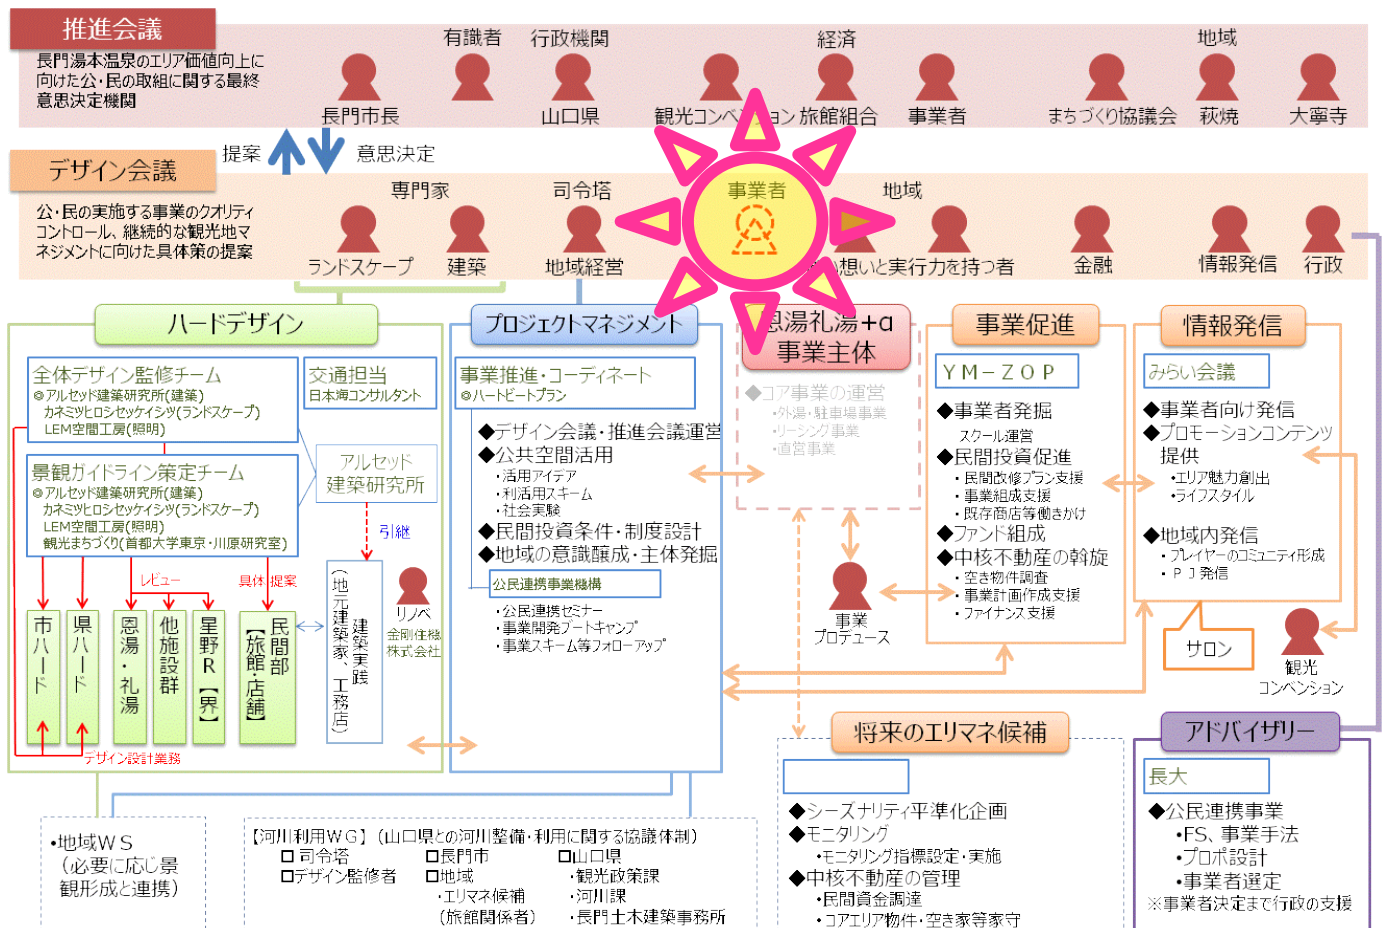 推進会議
長門湯本温泉のエリア価値向上に
向けた公・民の取組に関する最終
意思決定機関
有識者
行政機関
経済
地域
長門市長
山口県
観光コンベンション
旅館組合
事業者
まちづくり協議会
萩焼
大寧寺
提案
意思決定
デザイン会議
公・民の実施する事業のクオリティ
コントロール、継続的な観光地マ
ネジメントに向けた具体策の提案
専門家
司令塔
事業者
地域
ランドスケープ
建築
地域経営
い想いと実行力を持つ者
金融
情報発信
行政
ハードデザイン
全体デザイン監修チーム
◎アルセッド建築研究所(建築)
カネミツヒロシセッケイシツ(ランドスケープ)
LEM空間工房(照明)
交通担当
日本海コンサルタント
景観ガイドライン策定チーム
◎アルセッド建築研究所(建築)
カネミツヒロシセッケイシツ(ランドスケープ)
LEM空間工房(照明)
観光まちづくり(首都大学東京・川原研究室)
アルセッド
建築研究所
引継
レビュー
具体 提案
市ハード
県ハード
恩湯・礼湯
他施設群
星野R【界】
民間部
【旅館・店舗】
建築実践
(地元建築家、工務店)
リノベ
金剛住機
株式会社
デザイン設計業務
プロジェクトマネジメント
事業推進・コーディネート
◎ハートビートプラン
◆デザイン会議・推進会議運営
◆公共空間活用
・活用アイデア
・利活用スキーム
・社会実験
◆民間投資条件・制度設計
◆地域の意識醸成・主体発掘
公民連携事業機構
・公民連携セミナー
・事業開発ブートキャンプ
・事業スキーム等フォローアップ
恩湯礼湯+α
事業主体
◆コア事業の運営
・外湯・駐車場事業
・リーシング事業
・直営事業
事業
プロデュース
事業促進
YM-ZOP
◆事業者発掘
スクール運営
◆民間投資促進
・民間改修プラン支援
・事業組成支援
・既存商店等働きかけ
◆ファンド組成
◆中核不動産の斡旋
・空き物件調査
・事業計画作成支援
・ファイナンス支援
情報発信
みらい会議
◆事業者向け発信
◆プロモーションコンテンツ
提供
・エリア魅力創出
・ライフスタイル
◆地域内発信
・プレイヤーのコミュニティ形成
・PJ発信
サロン
観光
コンベンション
将来のエリマネ候補
◆シーズナリティ平準化企画
◆モニタリング
・モニタリング指標設定・実施
◆中核不動産の管理
・民間資金調達
・コアエリア物件・空き家等家守
アドバイザリー
長大
◆公民連携事業
・FS、事業手法
・プロポ設計
・事業者選定
※事業者決定まで行政の支援
・地域WS
(必要に応じ景
観形成と連携)
【河川利用WG】(山口県との河川整備・利用に関する協議体制)
□司令塔
□デザイン監修者
□長門市
□地域
・エリマネ候補
(旅館関係者)
□山口県
・観光政策課
・河川課
・長門土木建築事務所